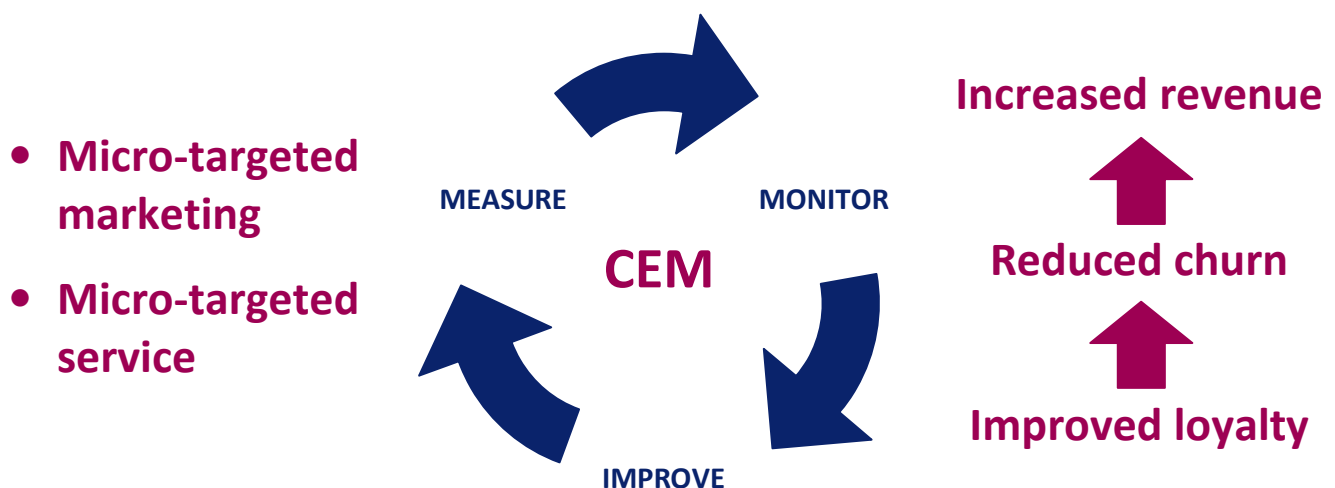 • Micro-targeted
marketing
• Micro-targeted
service
MEASURE
MONITOR
CEM
IMPROVE
Increased revenue
Reduced churn
Improved loyalty